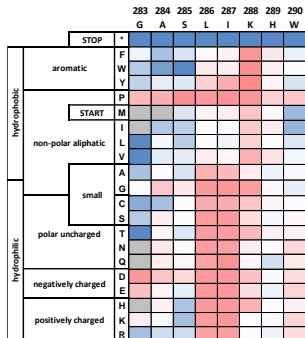 283 284 285 286 287 288 289 290
G A S L I K H W
STOP *
aromatic F
W
Y
hydrophobic
P
START M
non-polar aliphatic I
L
V
small A
G
hydrophilic
C
polar uncharged S
T
N
Q
negatively charged D
E
positively charged H
K
R